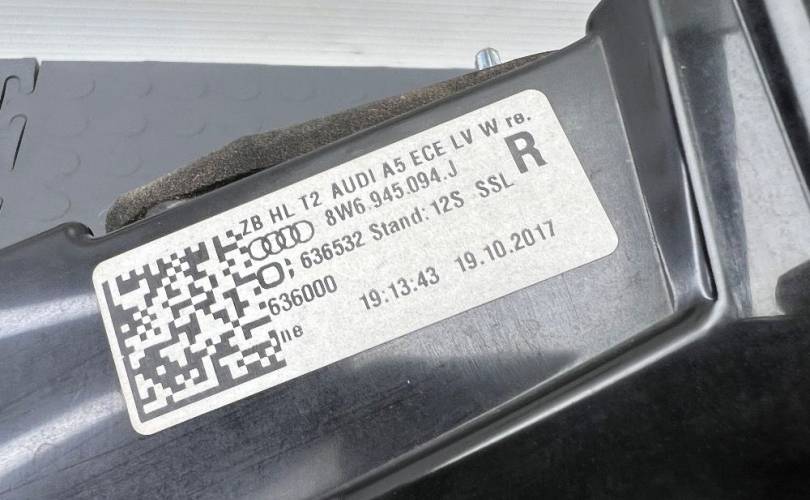 ZB HL T2 AUDI A5 ECE LV W re.
8W6.945.094.J R
636532 Stand: 12S SSL
636000
19:13:43 19.10.2017